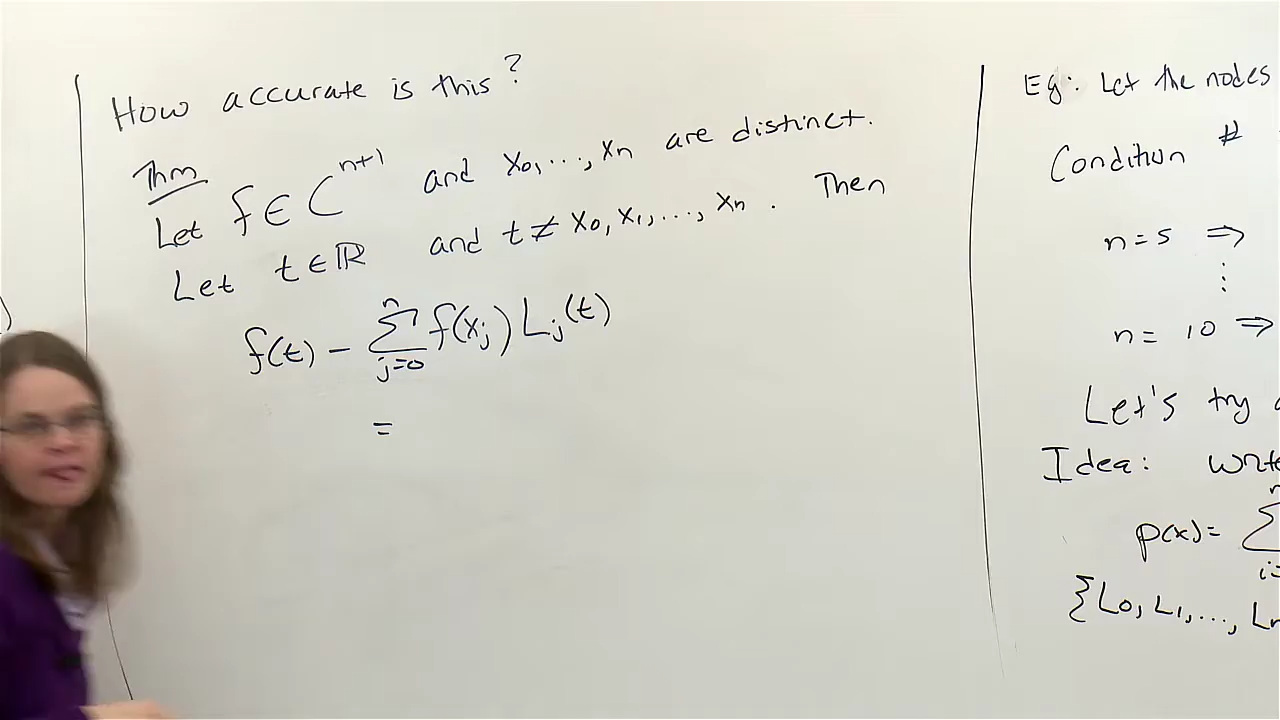 How accurate is this?
Thm
Let f ∈ C^{n+1} and x₀, ..., xₙ are distinct.
Let t ∈ ℝ and t ≠ x₀, x₁, ..., xₙ. Then
f(t) - ∑_{j=0}^{n} f(x_j) L_j(t)
=
Eg: Let the nodes
Condition #
n=5 ⇒
⋮
n= 10 ⇒
Let's try
Idea: write
p(x)= ∑
{L₀, L₁, ..., Lₙ